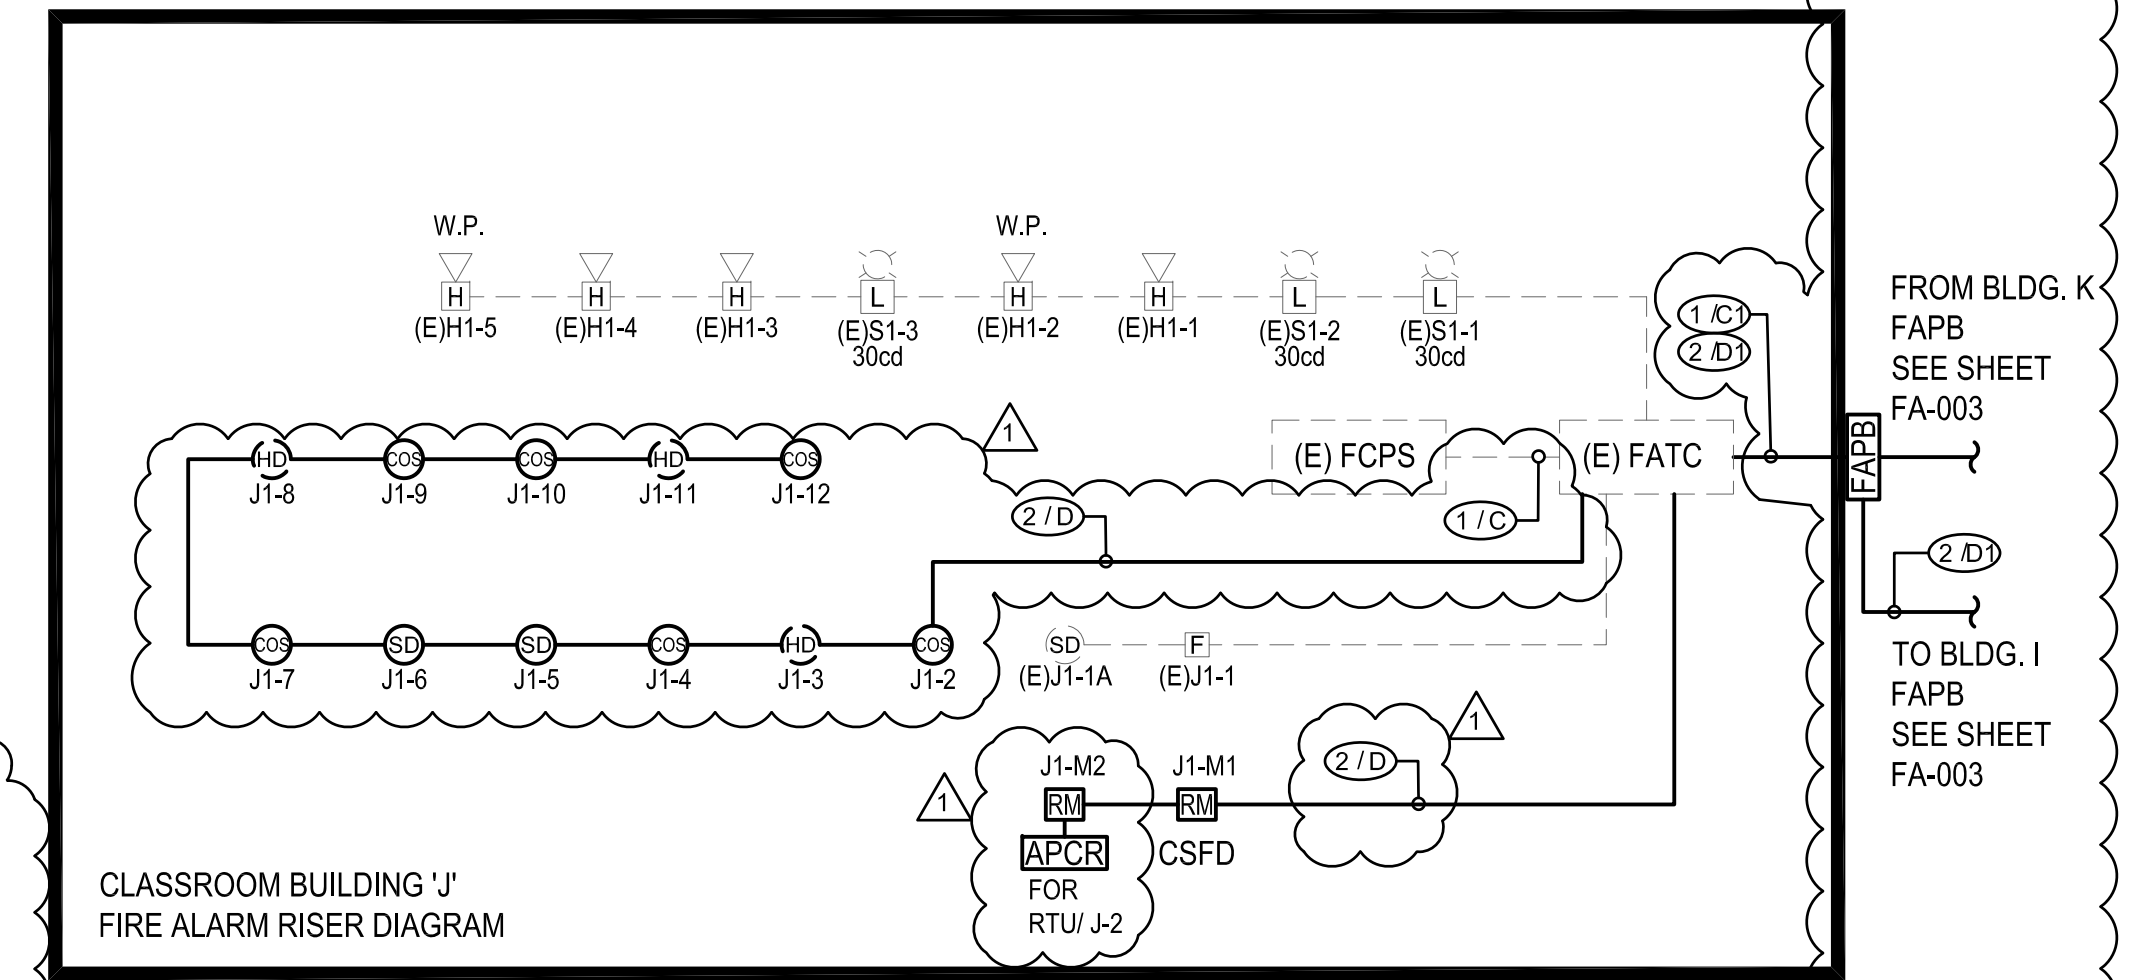 W.P.
W.P.
H
H
H
L
H
H
L
L
(E)H1-5
(E)H1-4
(E)H1-3
(E)S1-3
30cd
(E)H1-2
(E)H1-1
(E)S1-2
30cd
(E)S1-1
30cd
1 /C1
2 /D1
FROM BLDG. K
FAPB
SEE SHEET
FA-003
1
HD
COS
COS
HD
COS
J1-8
J1-9
J1-10
J1-11
J1-12
(E) FCPS
(E) FATC
FAPB
2 / D
1 / C
2 /D1
COS
SD
SD
COS
HD
COS
SD
F
J1-7
J1-6
J1-5
J1-4
J1-3
J1-2
(E)J1-1A
(E)J1-1
TO BLDG. I
FAPB
SEE SHEET
FA-003
1
J1-M2
J1-M1
2 / D
1
RM
RM
APCR
CSFD
FOR
RTU/ J-2
CLASSROOM BUILDING 'J'
FIRE ALARM RISER DIAGRAM